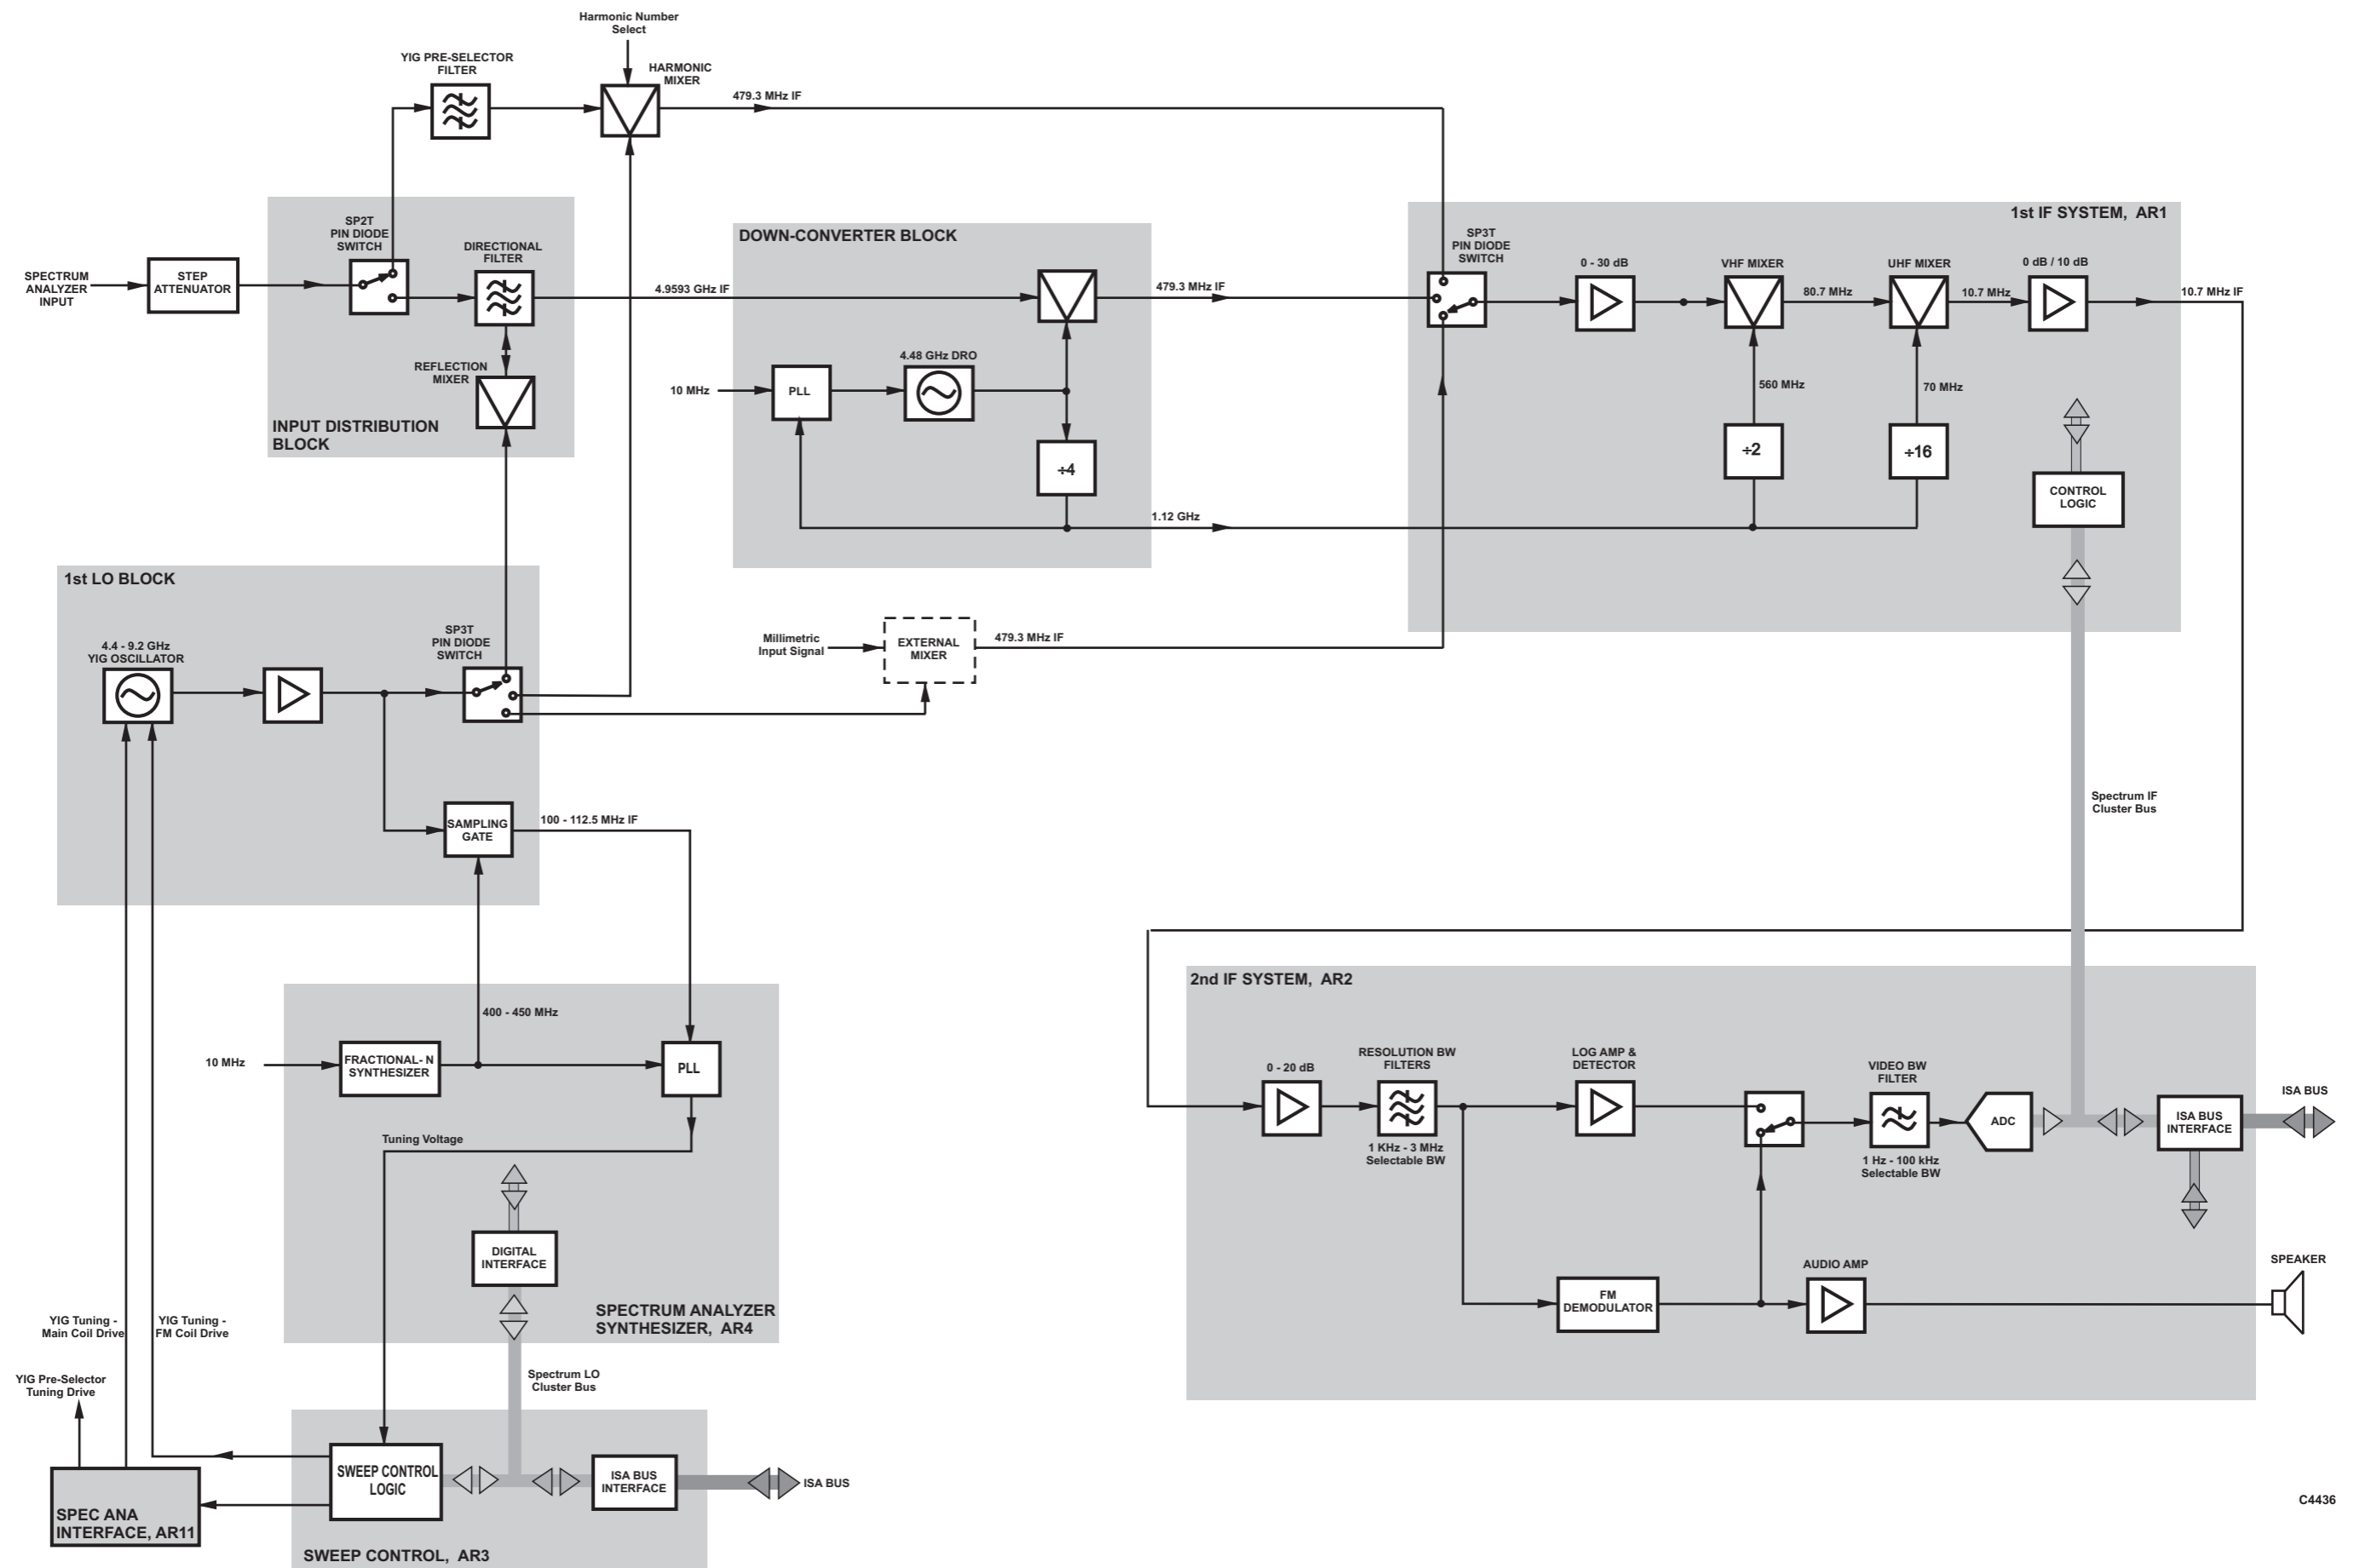 Harmonic Number
Select
YIG PRE-SELECTOR
FILTER
HARMONIC
MIXER
479.3 MHz IF
SP2T
PIN DIODE
SWITCH
DIRECTIONAL
FILTER
SPECTRUM
ANALYZER
INPUT
STEP
ATTENUATOR
4.9593 GHz IF
REFLECTION
MIXER
INPUT DISTRIBUTION
BLOCK
DOWN-CONVERTER BLOCK
479.3 MHz IF
10 MHz
PLL
4.48 GHz DRO
÷4
1.12 GHz
1st IF SYSTEM, AR1
SP3T
PIN DIODE
SWITCH
0 - 30 dB
VHF MIXER
80.7 MHz
UHF MIXER
10.7 MHz
0 dB / 10 dB
10.7 MHz IF
560 MHz
70 MHz
÷2
÷16
CONTROL
LOGIC
1st LO BLOCK
4.4 - 9.2 GHz
YIG OSCILLATOR
SP3T
PIN DIODE
SWITCH
Millimetric
Input Signal
EXTERNAL
MIXER
479.3 MHz IF
SAMPLING
GATE
100 - 112.5 MHz IF
Spectrum IF
Cluster Bus
400 - 450 MHz
10 MHz
FRACTIONAL- N
SYNTHESIZER
PLL
Tuning Voltage
DIGITAL
INTERFACE
SPECTRUM ANALYZER
SYNTHESIZER, AR4
2nd IF SYSTEM, AR2
0 - 20 dB
RESOLUTION BW
FILTERS
1 KHz - 3 MHz
Selectable BW
LOG AMP &
DETECTOR
VIDEO BW
FILTER
1 Hz - 100 kHz
Selectable BW
ADC
ISA BUS
INTERFACE
ISA BUS
FM
DEMODULATOR
AUDIO AMP
SPEAKER
YIG Tuning -
Main Coil Drive
YIG Tuning -
FM Coil Drive
YIG Pre-Selector
Tuning Drive
Spectrum LO
Cluster Bus
SWEEP CONTROL
LOGIC
ISA BUS
INTERFACE
ISA BUS
SPEC ANA
INTERFACE, AR11
SWEEP CONTROL, AR3
C4436